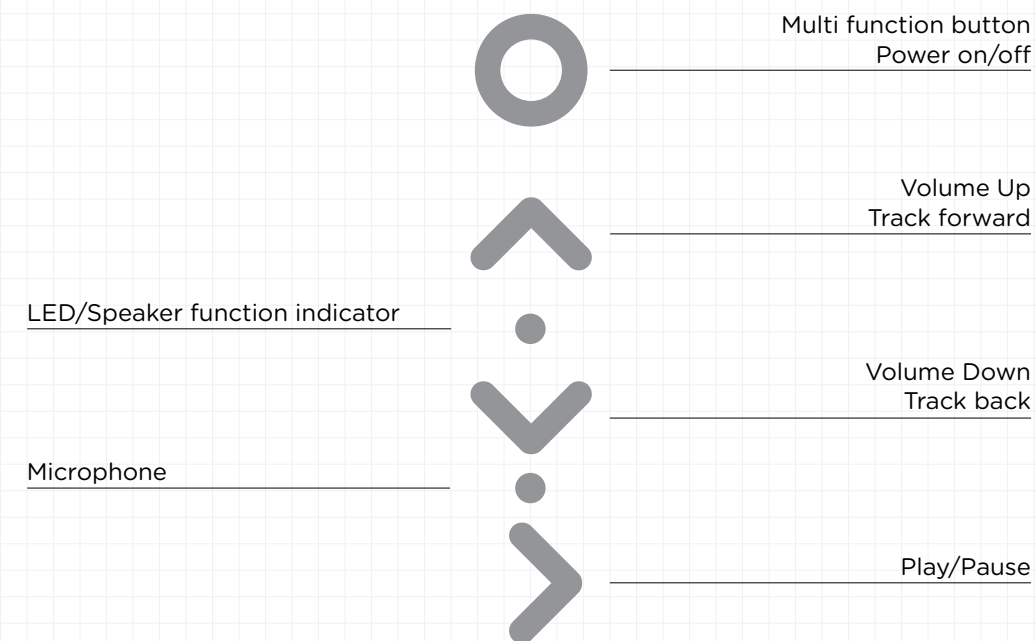 Multi function button
Power on/off
Volume Up
Track forward
LED/Speaker function indicator
Volume Down
Track back
Microphone
Play/Pause